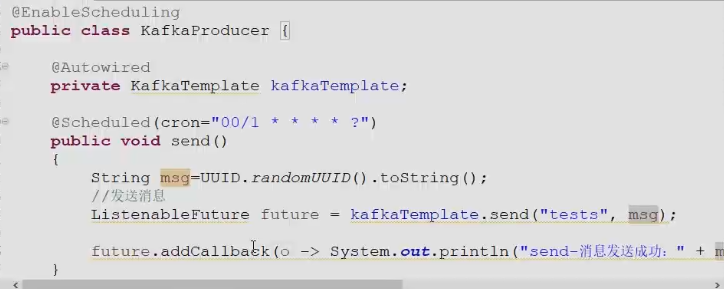 @EnableScheduling
public class KafkaProducer {
@Autowired
private KafkaTemplate kafkaTemplate;
@Scheduled(cron="00/1 * * * * ?")
public void send()
{
String msg=UUID.randomUUID().toString();
//发送消息
ListenableFuture future = kafkaTemplate.send("tests", msg);
future.addCallback(o -> System.out.println("send-消息发送成功：" + m
}